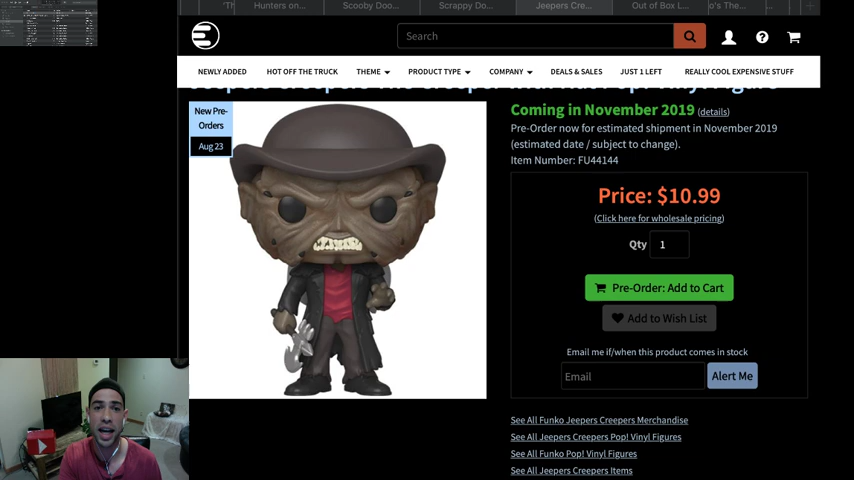 Hunters on...
Scooby Doo...
Scrappy Do...
Jeepers Cre...
Out of Box L...
o's The...
Search
NEWLY ADDED
HOT OFF THE TRUCK
THEME
PRODUCT TYPE
COMPANY
DEALS & SALES
JUST 1 LEFT
REALLY COOL EXPENSIVE STUFF
New Pre-
Orders
Aug 23
Coming in November 2019 (details)
Pre-Order now for estimated shipment in November 2019
(estimated date / subject to change).
Item Number: FU44144
Price: $10.99
(Click here for wholesale pricing)
Qty 1
Pre-Order: Add to Cart
Add to Wish List
Email me if/when this product comes in stock
Email
Alert Me
See All Funko Jeepers Creepers Merchandise
See All Jeepers Creepers Pop! Vinyl Figures
See All Funko Pop! Vinyl Figures
See All Jeepers Creepers Items